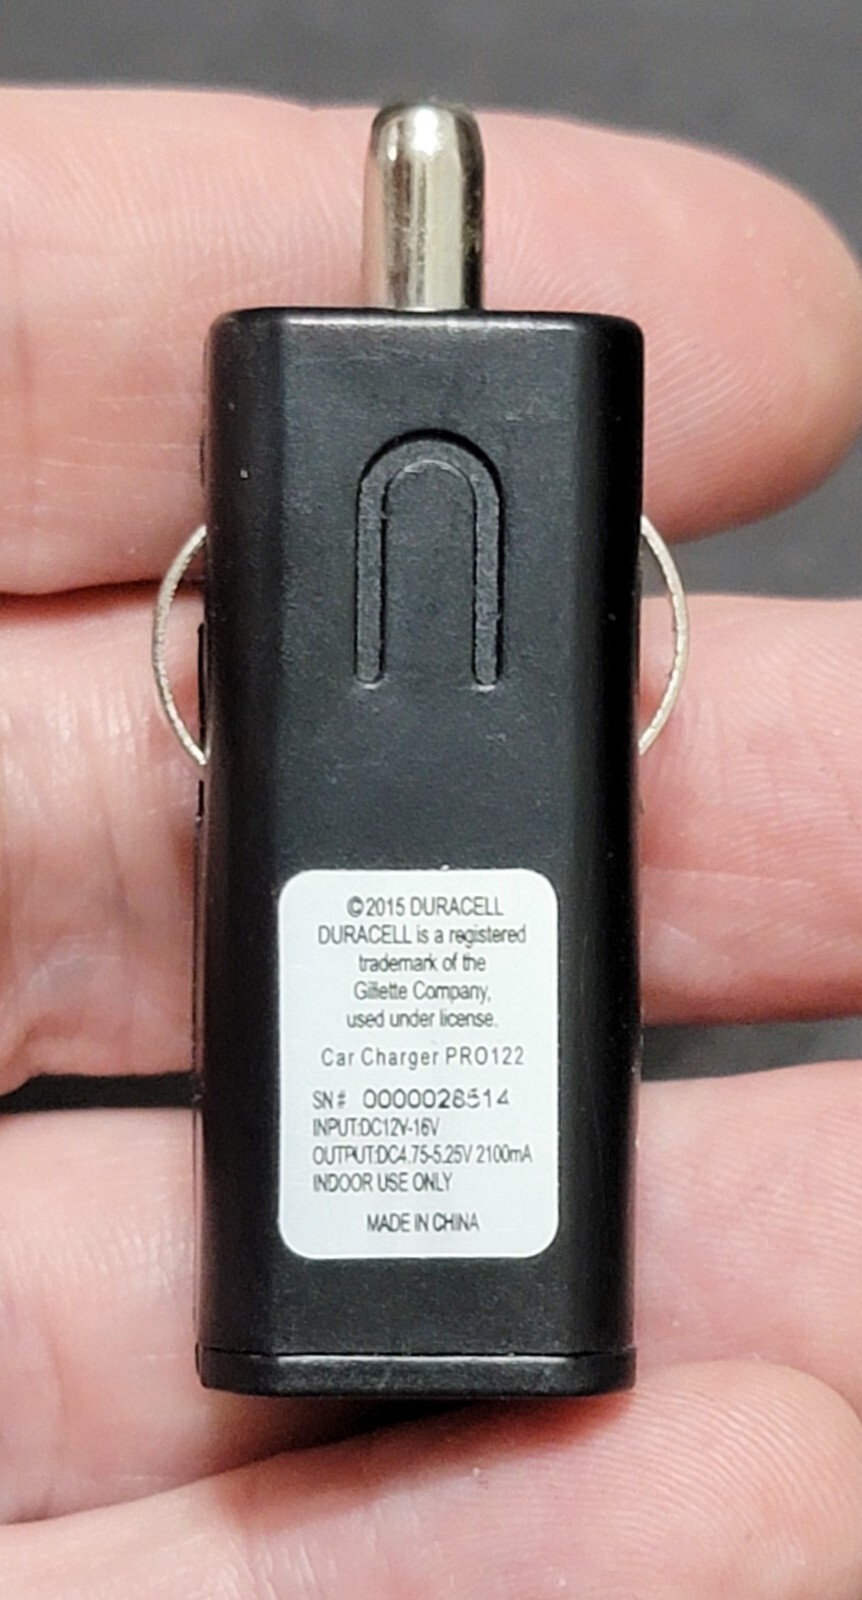 ©2015 DURACELL
DURACELL is a registered
trademark of the
Gillette Company,
used under license.
Car Charger PRO122
SN# 0000028514
INPUT:DC12V-16V
OUTPUT:DC4.75-5.25V 2100mA
INDOOR USE ONLY
MADE IN CHINA